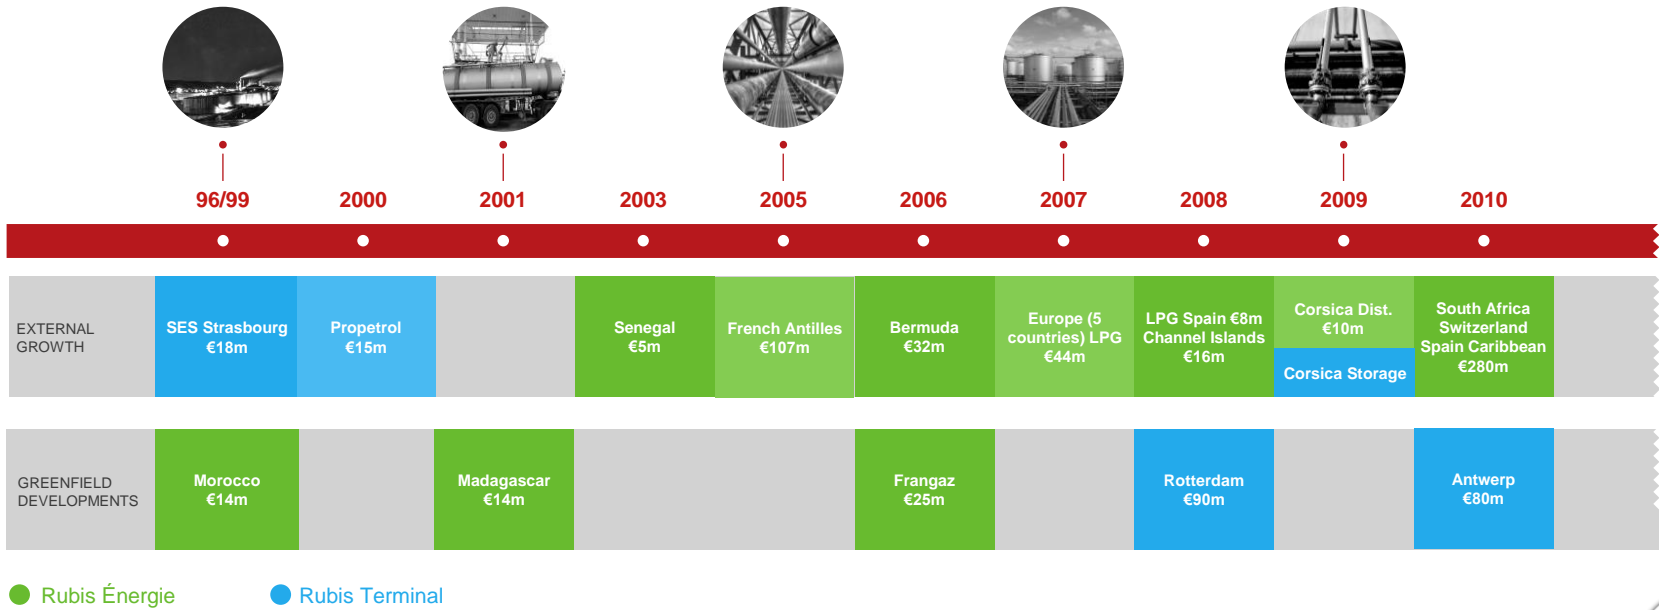 96/99 2000 2001 2003 2005 2006 2007 2008 2009 2010
EXTERNAL
GROWTH
SES Strasbourg
€18m
Propetrol
€15m
Senegal
€5m
French Antilles
€107m
Bermuda
€32m
Europe (5
countries) LPG
€44m
LPG Spain €8m
Channel Islands
€16m
Corsica Dist.
€10m
Corsica Storage
South Africa
Switzerland
Spain Caribbean
€280m
GREENFIELD
DEVELOPMENTS
Morocco
€14m
Madagascar
€14m
Frangaz
€25m
Rotterdam
€90m
Antwerp
€80m
Rubis Énergie
Rubis Terminal